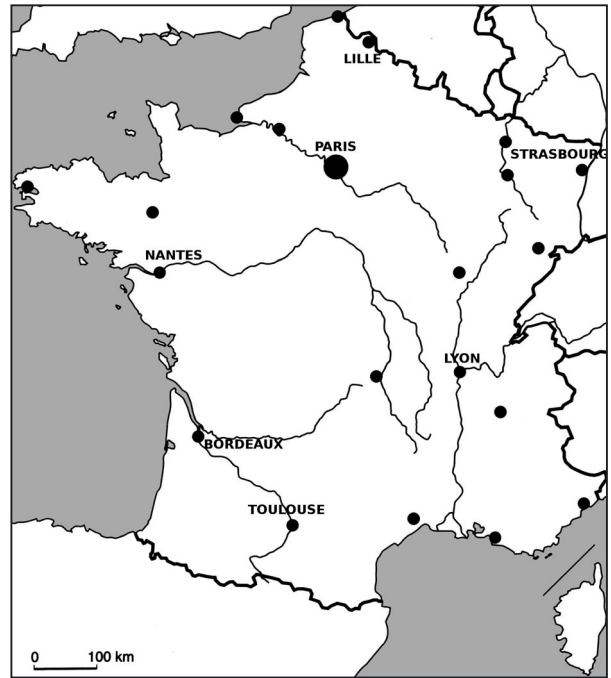 LILLE
PARIS
STRASBOURG
NANTES
LYON
BORDEAUX
TOULOUSE
0 100 km